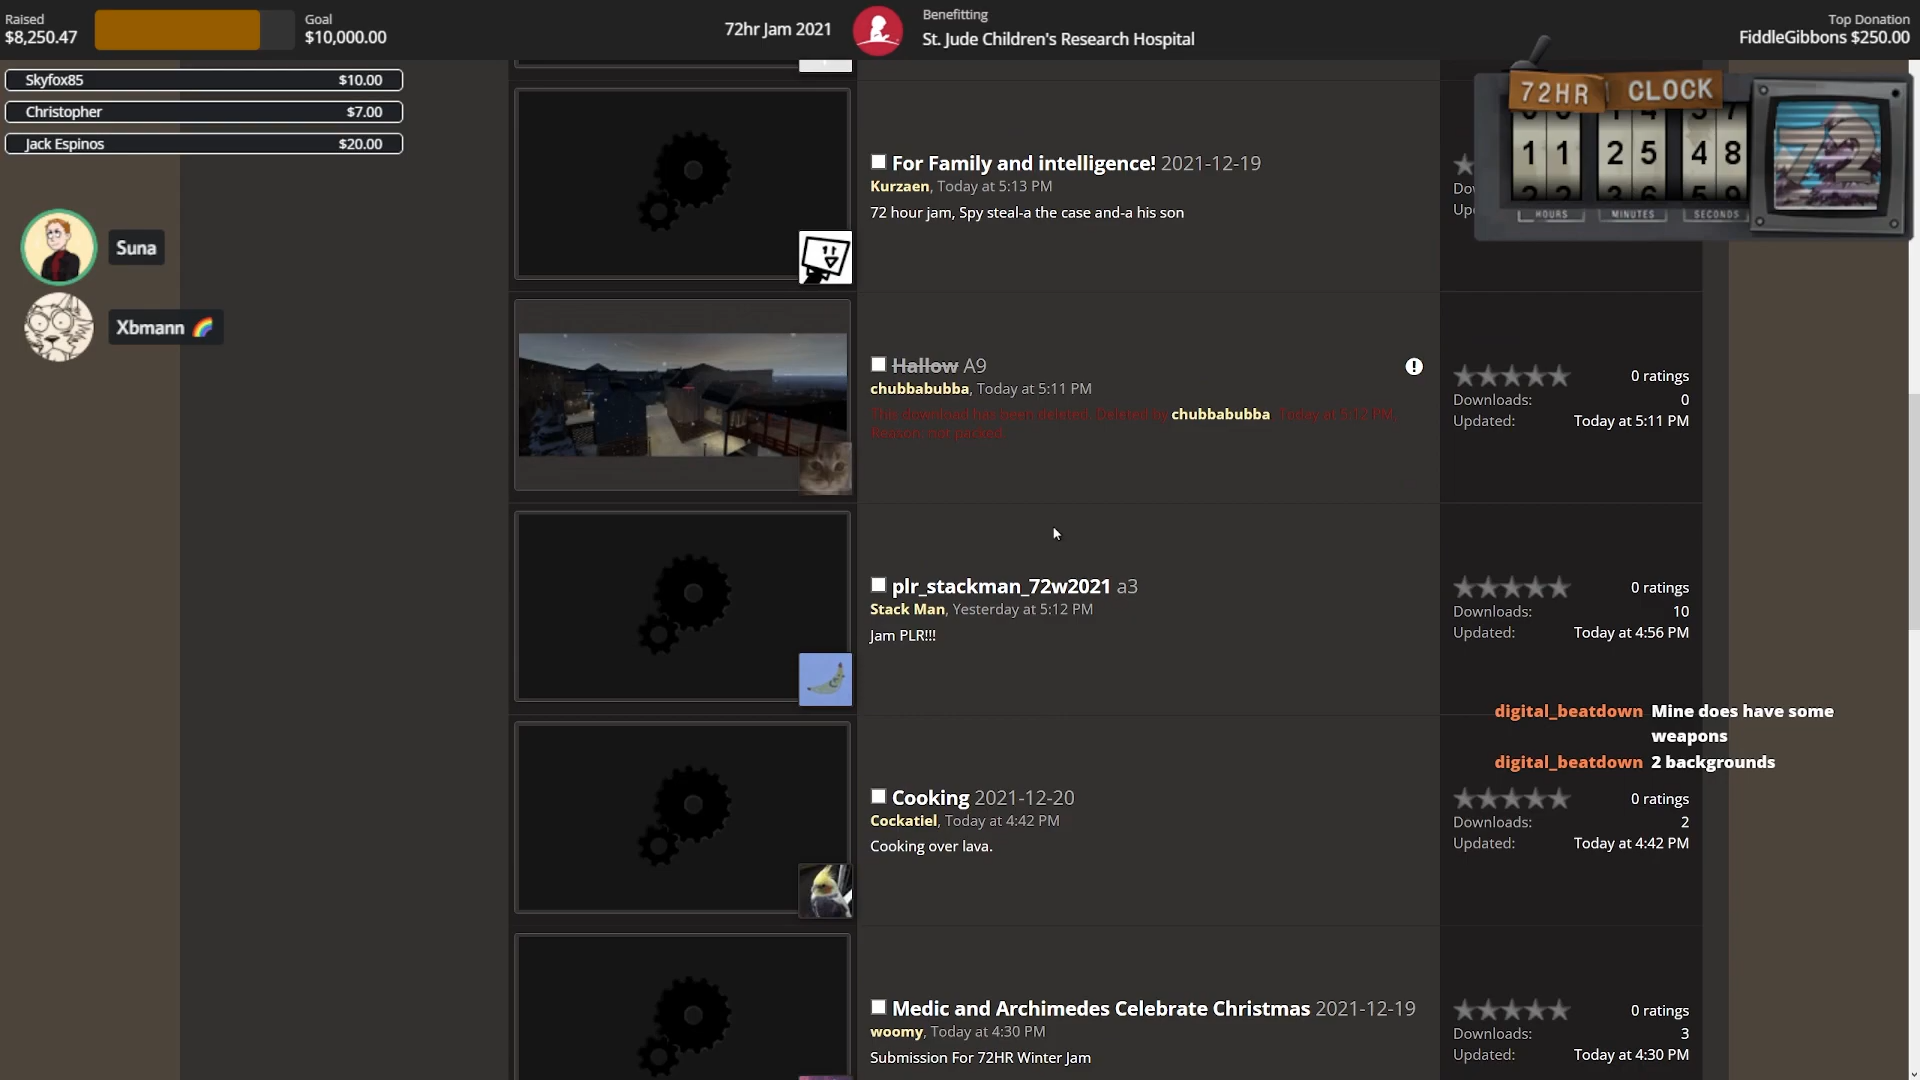 Raised
$8,250.47
Goal
$10,000.00
72hr Jam 2021
Benefitting
St. Jude Children's Research Hospital
Top Donation
FiddleGibbons $250.00
Skyfox85 $10.00
Christopher $7.00
Jack Espinos $20.00
Suna
Xbmann 🌈
72HR CLOCK
11 25 48
HOURS MINUTES SECONDS
72
For Family and intelligence! 2021-12-19
Kurzaen, Today at 5:13 PM
72 hour jam, Spy steal-a the case and-a his son
Hallow A9
chubbabubba, Today at 5:11 PM
This download has been deleted. Deleted by chubbabubba, Today at 5:12 PM,
Reason: not packed.
0 ratings
Downloads: 0
Updated: Today at 5:11 PM
plr_stackman_72w2021 a3
Stack Man, Yesterday at 5:12 PM
Jam PLR!!!
0 ratings
Downloads: 10
Updated: Today at 4:56 PM
digital_beatdown Mine does have some
weapons
digital_beatdown 2 backgrounds
Cooking 2021-12-20
Cockatiel, Today at 4:42 PM
Cooking over lava.
0 ratings
Downloads: 2
Updated: Today at 4:42 PM
Medic and Archimedes Celebrate Christmas 2021-12-19
woomy, Today at 4:30 PM
Submission For 72HR Winter Jam
0 ratings
Downloads: 3
Updated: Today at 4:30 PM